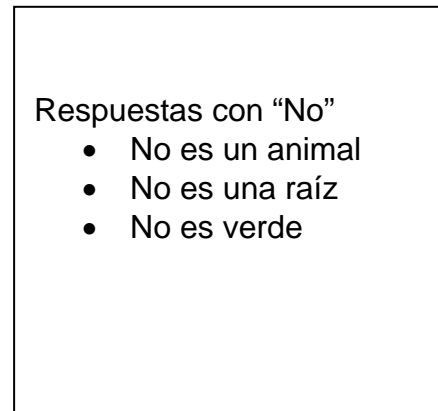 Respuestas con “No”
• No es un animal
• No es una raíz
• No es verde